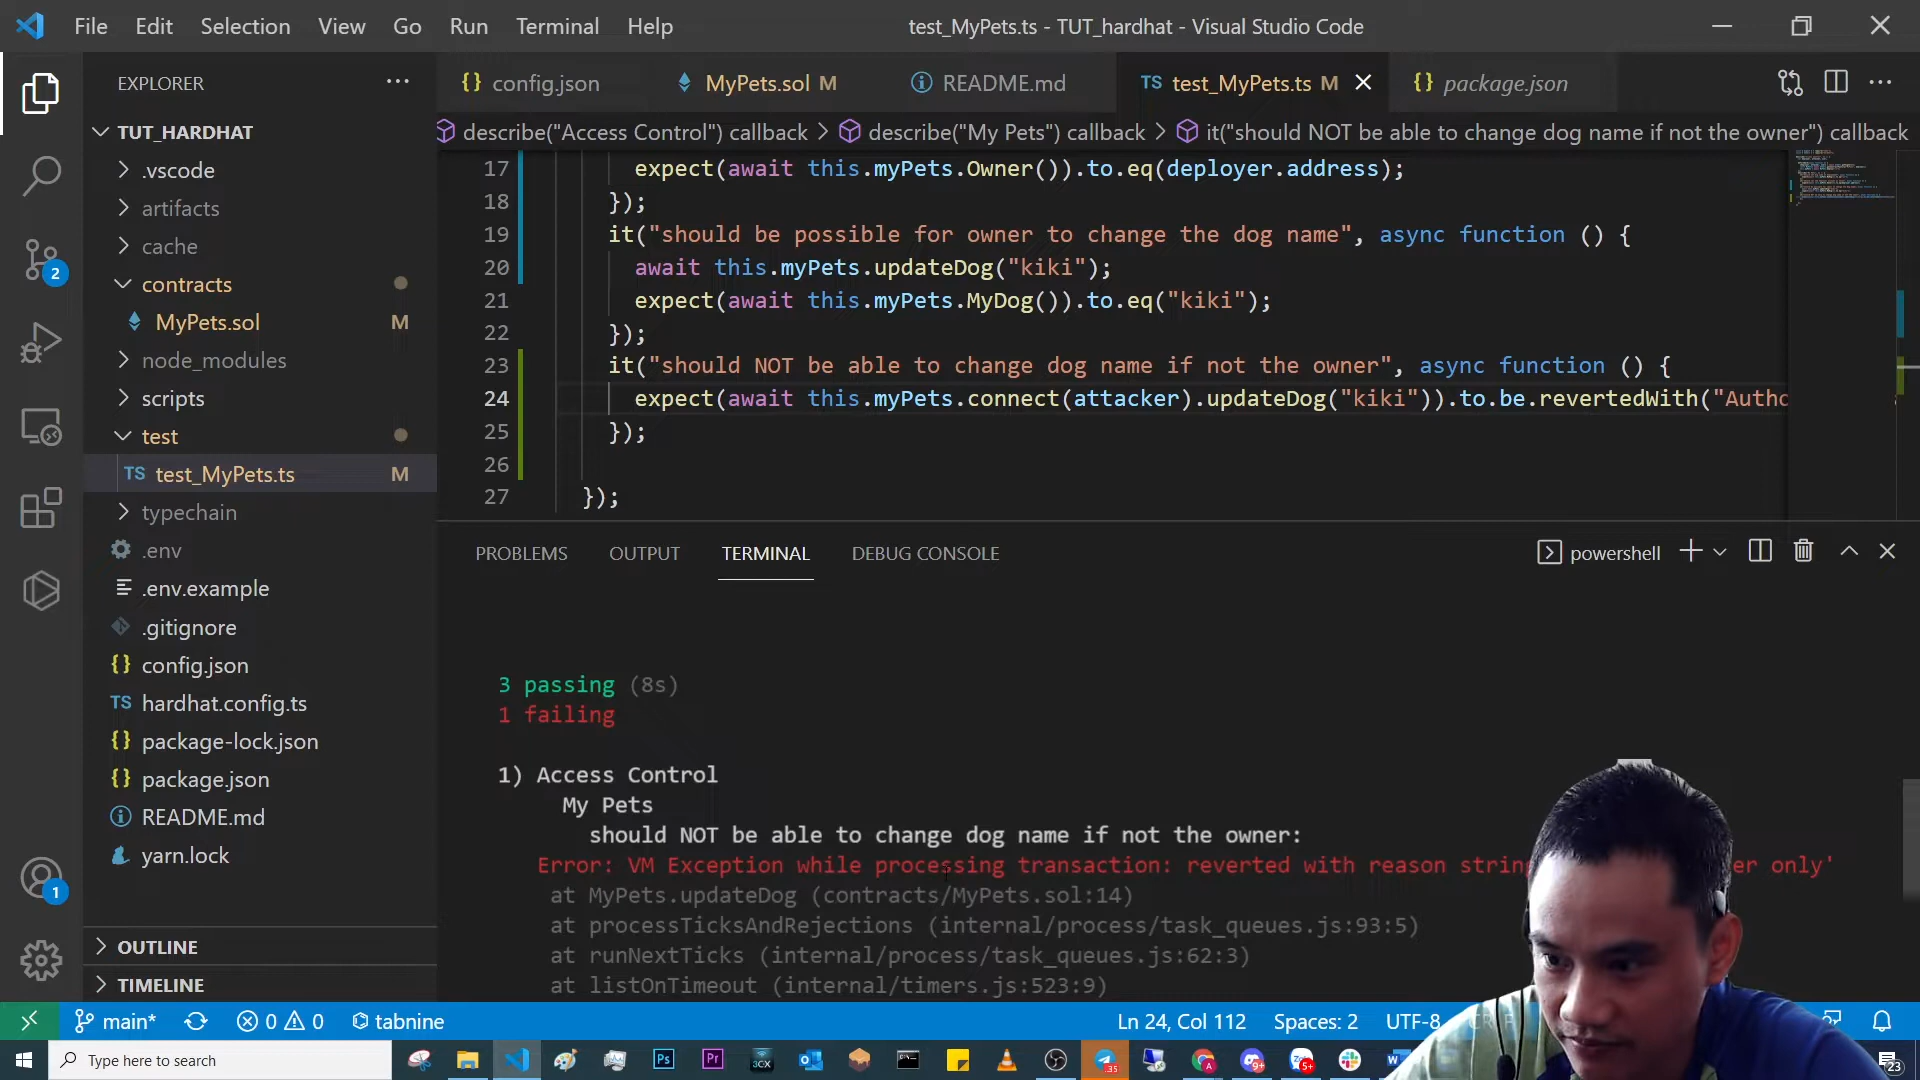 File Edit Selection View Go Run Terminal Help
test_MyPets.ts - TUT_hardhat - Visual Studio Code
EXPLORER
TUT_HARDHAT
.vscode
artifacts
cache
contracts
MyPets.sol M
node_modules
scripts
test
TS test_MyPets.ts M
typechain
.env
.env.example
.gitignore
{} config.json
TS hardhat.config.ts
{} package-lock.json
{} package.json
README.md
yarn.lock
OUTLINE
TIMELINE
2
1
{} config.json
MyPets.sol M
README.md
TS test_MyPets.ts M
{} package.json
describe("Access Control") callback > describe("My Pets") callback > it("should NOT be able to change dog name if not the owner") callback
17 expect(await this.myPets.Owner()).to.eq(deployer.address);
18 });
19 it("should be possible for owner to change the dog name", async function () {
20 await this.myPets.updateDog("kiki");
21 expect(await this.myPets.MyDog()).to.eq("kiki");
22 });
23 it("should NOT be able to change dog name if not the owner", async function () {
24 expect(await this.myPets.connect(attacker).updateDog("kiki")).to.be.revertedWith("Autho
25 });
26
27 });
PROBLEMS OUTPUT TERMINAL DEBUG CONSOLE
powershell
3 passing (8s)
1 failing
1) Access Control
My Pets
should NOT be able to change dog name if not the owner:
Error: VM Exception while processing transaction: reverted with reason string er only'
at MyPets.updateDog (contracts/MyPets.sol:14)
at processTicksAndRejections (internal/process/task_queues.js:93:5)
at runNextTicks (internal/process/task_queues.js:62:3)
at listOnTimeout (internal/timers.js:523:9)
main* 0 0 tabnine
Ln 24, Col 112 Spaces: 2 UTF-8
Type here to search
Ps
Pr
3CX
35
A
9+
5+
W
23